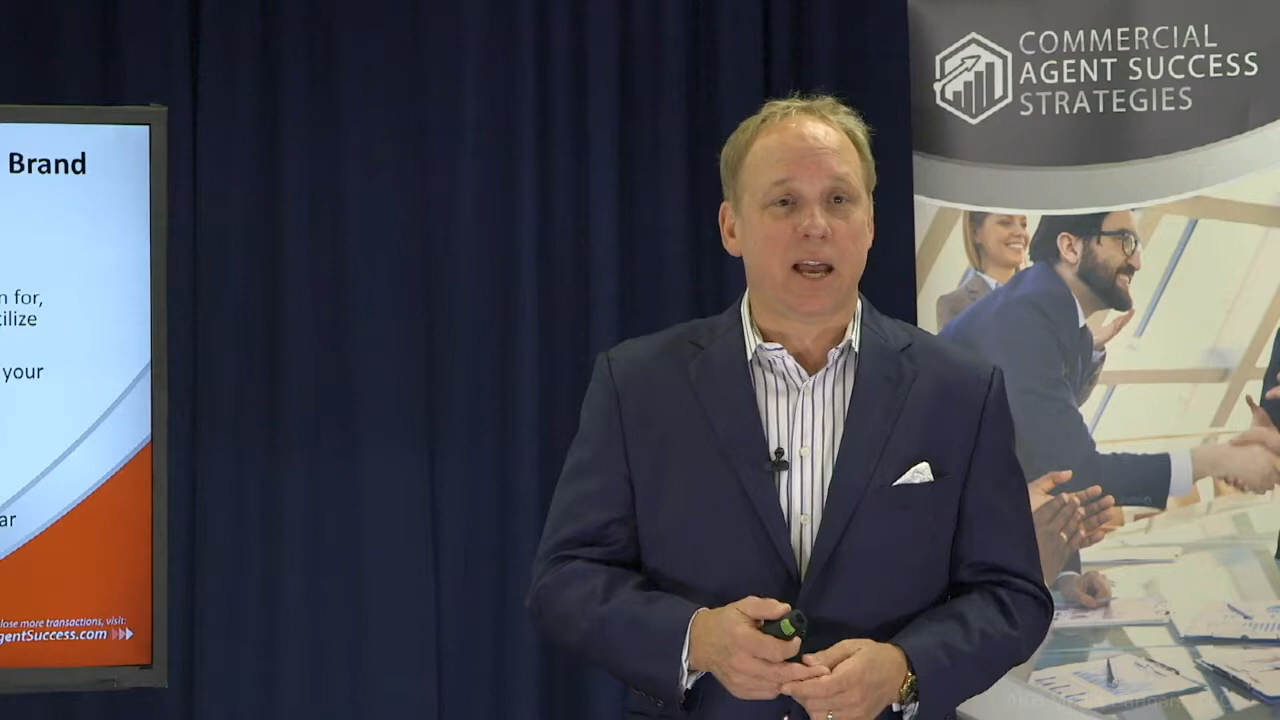 Brand
n for,
tilize
your
ar
lose more transactions, visit:
gentSuccess.com
COMMERCIAL
AGENT SUCCESS
STRATEGIES